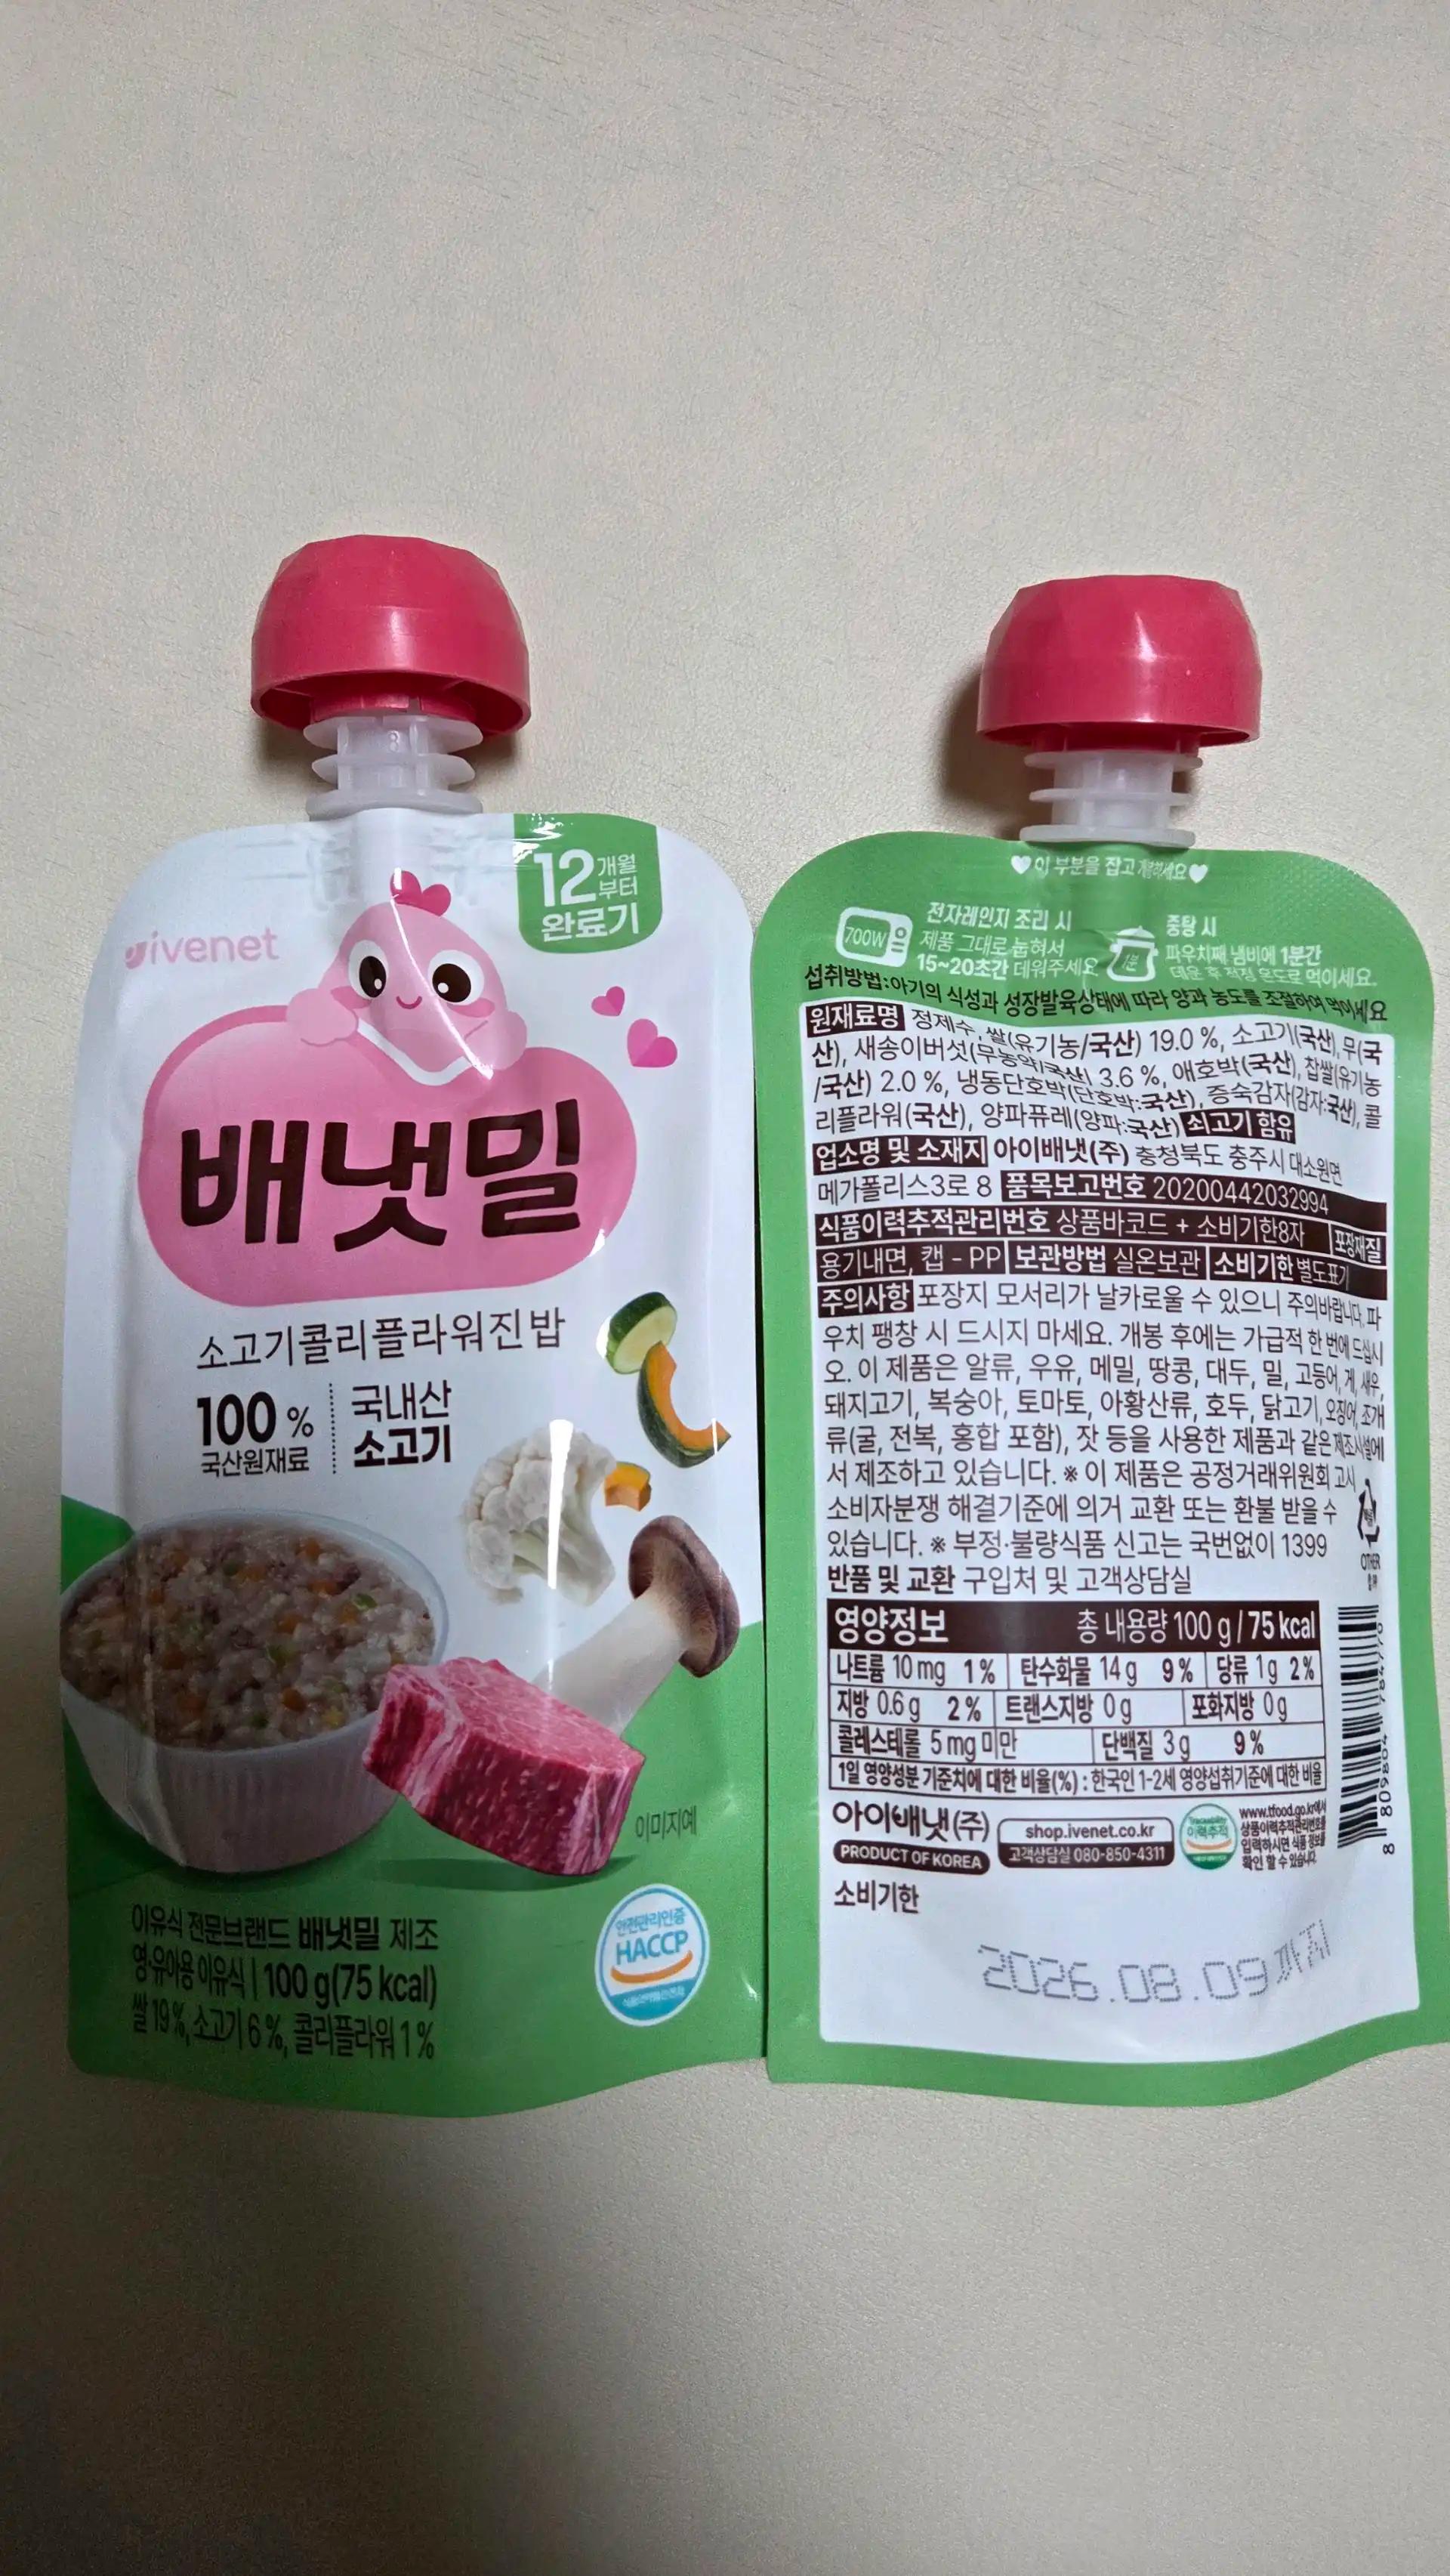 ivenet
12개월
부터
완료기
배냇밀
소고기콜리플라워진밥
100 %
국산원재료
국내산
소고기
이미지예
이유식 전문브랜드 배냇밀 제조
영·유아용 이유식 | 100 g(75 kcal)
쌀 19 %, 소고기 6 %, 콜리플라워 1 %
안전관리인증
HACCP
♥이 부분을 잡고 개봉하세요♥
700W
전자레인지 조리 시
제품 그대로 눕혀서
15~20초간 데워주세요
1분
중탕 시
파우치째 냄비에 1분간
데운 후 적정 온도로 먹이세요.
섭취방법:아기의 식성과 성장발육상태에 따라 양과 농도를 조절하여 먹이세요
원재료명 정제수, 쌀(유기농/국산) 19.0 %, 소고기(국산), 무(국
산), 새송이버섯(무농약/국산) 3.6 %, 애호박(국산), 찹쌀(유기농
/국산) 2.0 %, 냉동단호박(단호박:국산), 증숙감자(감자:국산), 콜
리플라워(국산), 양파퓨레(양파:국산) 쇠고기 함유
업소명 및 소재지 아이배냇(주) 충청북도 충주시 대소원면
메가폴리스3로 8 품목보고번호 20200442032994
식품이력추적관리번호 상품바코드 + 소비기한8자 포장재질
용기내면, 캡 - PP 보관방법 실온보관 소비기한 별도표기
주의사항 포장지 모서리가 날카로울 수 있으니 주의바랍니다. 파
우치 팽창 시 드시지 마세요. 개봉 후에는 가급적 한 번에 드십시
오. 이 제품은 알류, 우유, 메밀, 땅콩, 대두, 밀, 고등어, 게, 새우,
돼지고기, 복숭아, 토마토, 아황산류, 호두, 닭고기, 오징어, 조개
류(굴, 전복, 홍합 포함), 잣 등을 사용한 제품과 같은 제조시설에
서 제조하고 있습니다. ※ 이 제품은 공정거래위원회 고시
소비자분쟁 해결기준에 의거 교환 또는 환불 받을 수
있습니다. ※ 부정·불량식품 신고는 국번없이 1399
반품 및 교환 구입처 및 고객상담실
OTHER
영양정보 총 내용량 100 g / 75 kcal
나트륨 10 mg 1 % 탄수화물 14 g 9 % 당류 1 g 2 %
지방 0.6 g 2 % 트랜스지방 0 g 포화지방 0 g
콜레스테롤 5 mg 미만 단백질 3 g 9 %
1일 영양성분 기준치에 대한 비율(%) : 한국인 1-2세 영양섭취기준에 대한 비율
아이배냇(주)
PRODUCT OF KOREA
shop.ivenet.co.kr
고객상담실 080-850-4311
Traceability
이력추적
www.tfood.go.kr에서
상품이력추적관리번호를
입력하시면 식품 정보를
확인 할 수 있습니다.
소비기한
2026.08.09 까지